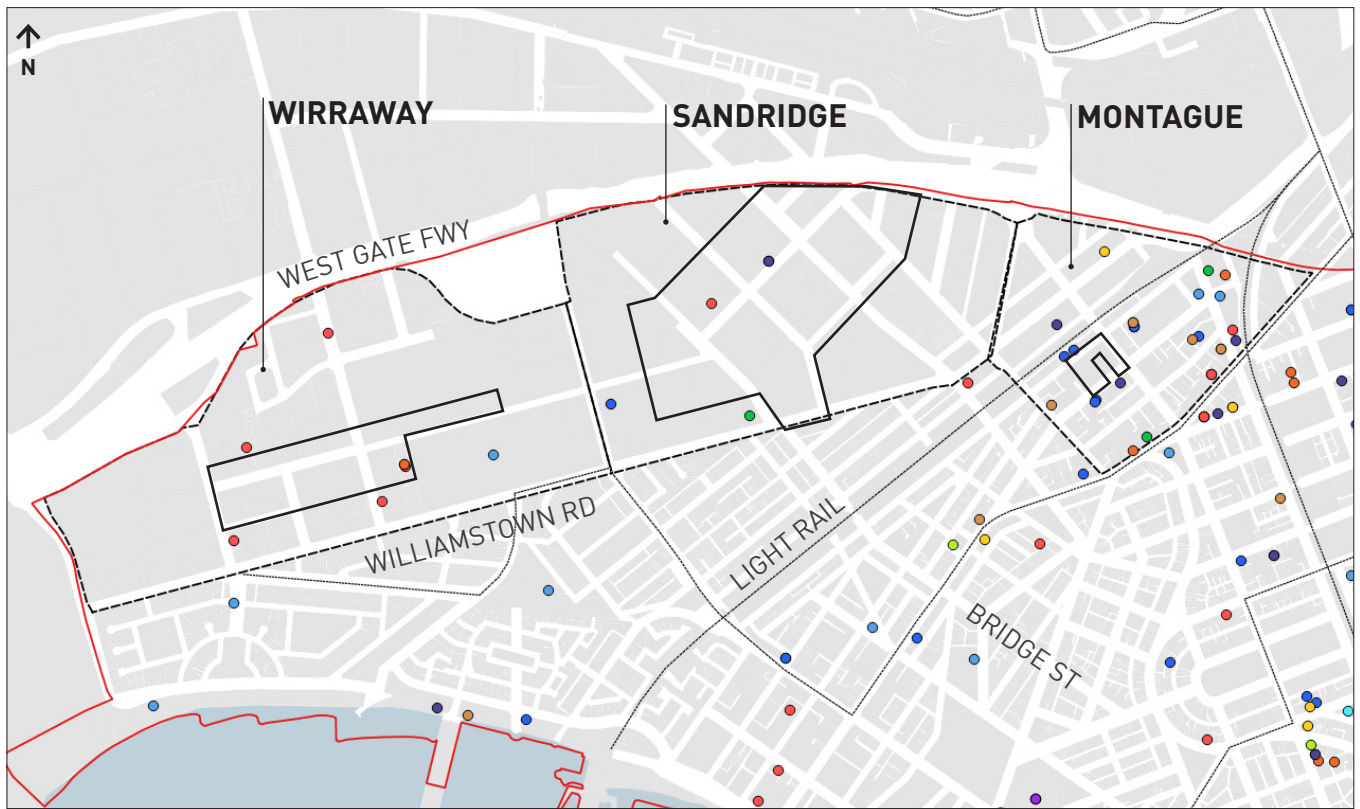 N
WIRRAWAY
SANDRIDGE
MONTAGUE
WEST GATE FWY
WILLIAMSTOWN RD
LIGHT RAIL
BRIDGE ST